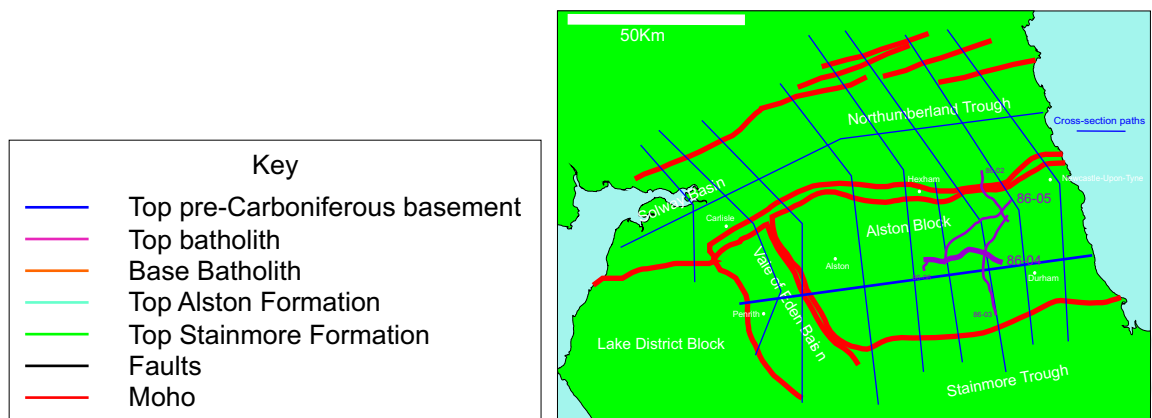 Key
Top pre-Carboniferous basement
Top batholith
Base Batholith
Top Alston Formation
Top Stainmore Formation
Faults
Moho
50Km
Northumberland Trough
Cross-section paths
Solway Basin
Carlisle
Hexham
86-02
Newcastle-Upon-Tyne
86-05
Alston Block
Vale of Eden Basin
Alston
86-04
Durham
Penrith
86-03
Lake District Block
Stainmore Trough